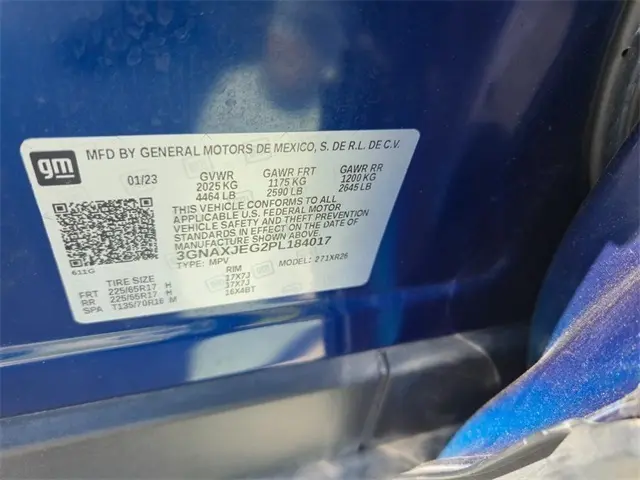 gm
MFD BY GENERAL MOTORS DE MEXICO, S. DE R.L. DE C.V.
01/23 GVWR GAWR FRT GAWR RR
2025 KG 1175 KG 1200 KG
4464 LB 2590 LB 2645 LB
THIS VEHICLE CONFORMS TO ALL
APPLICABLE U.S. FEDERAL MOTOR
VEHICLE SAFETY AND THEFT PREVENTION
STANDARDS IN EFFECT ON THE DATE OF
MANUFACTURE SHOWN ABOVE.
3GNAXJEG2PL184017
611G
TYPE: MPV MODEL: 271XR26
TIRE SIZE RIM
FRT 225/65R17 H 17X7J
RR 225/65R17 H 17X7J
SPA T135/70R16 M 16X4BT